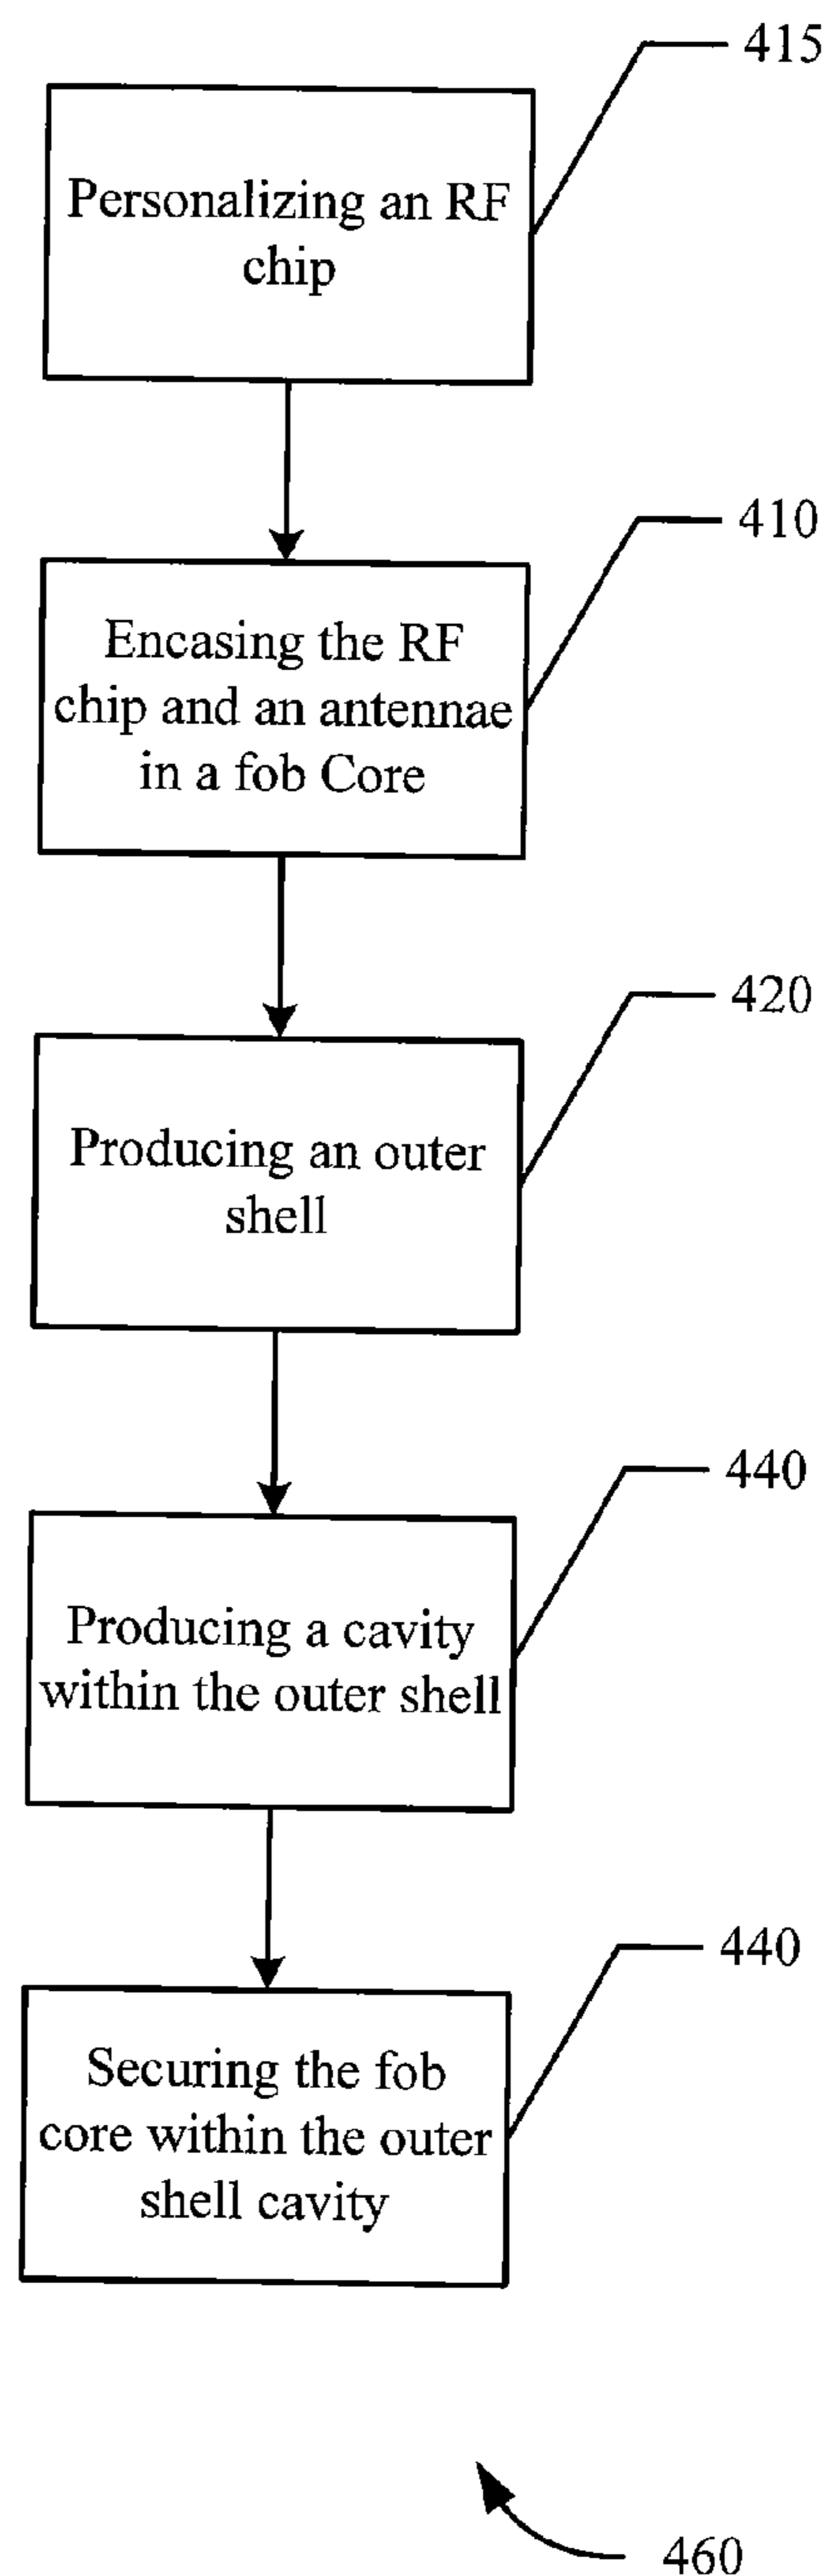 415
Personalizing an RF
chip
410
Encasing the RF
chip and an antennae
in a fob Core
420
Producing an outer
shell
440
Producing a cavity
within the outer shell
440
Securing the fob
core within the outer
shell cavity
460